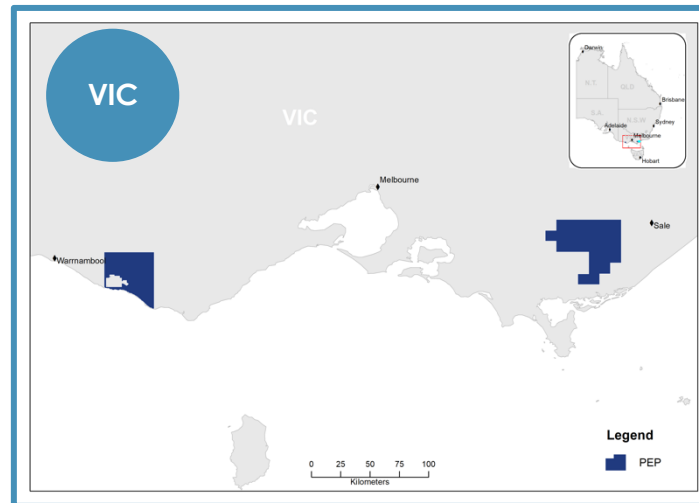 VIC
VIC
Darwin
N.T.
QLD
Brisbane
S.A.
N.S.W
Adelaide
Sydney
Melbourne
Hobart
Melbourne
Sale
Warrnambool
Legend
PEP
0 25 50 75 100
Kilometers